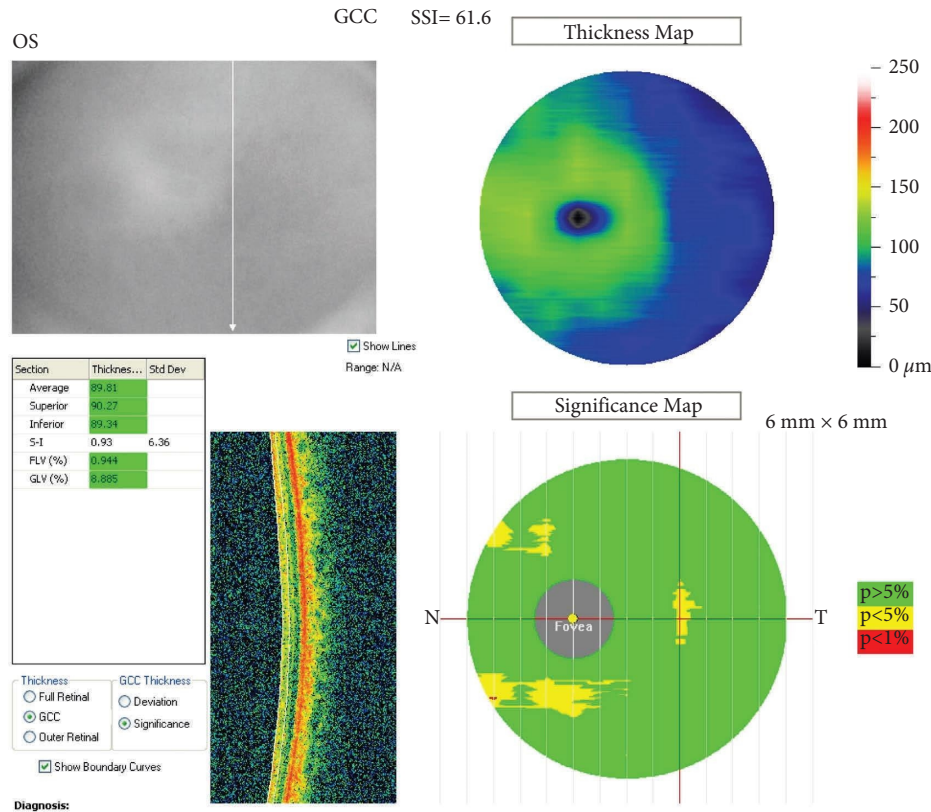 GCC SSI= 61.6
OS
Thickness Map
250
200
150
100
50
0 µm
Show Lines
Range: N/A
Section Thicknes... Std Dev
Average 89.81
Superior 90.27
Inferior 89.34
S-I 0.93 6.36
FLV (%) 0.944
GLV (%) 8.885
Significance Map
6 mm × 6 mm
N
Fovea
T
p>5%
p<5%
p<1%
Thickness
Full Retinal
GCC
Outer Retinal
GCC Thickness
Deviation
Significance
Show Boundary Curves
Diagnosis: